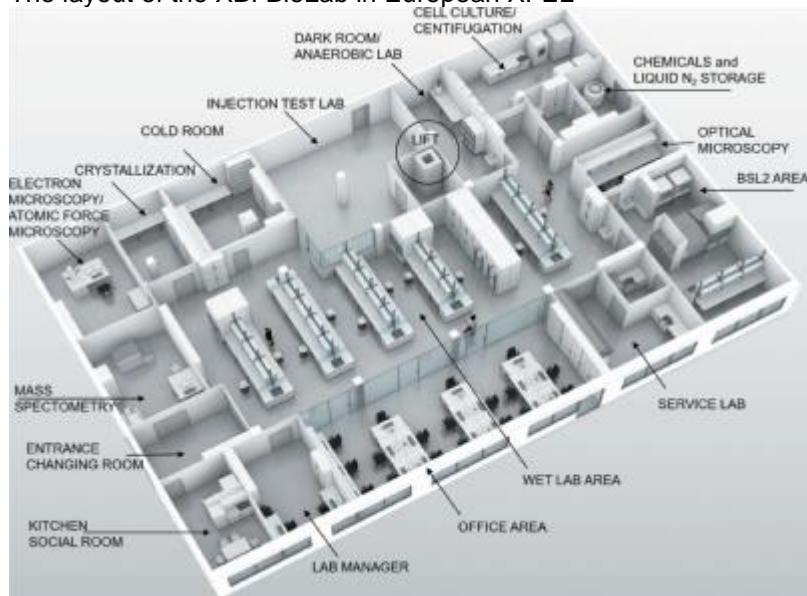 The layout of the XBI BioLab in European XFEL
CELL CULTURE/
CENTIFUGATION
DARK ROOM/
ANAEROBIC LAB
CHEMICALS and
LIQUID N₂ STORAGE
INJECTION TEST LAB
COLD ROOM
LIFT
OPTICAL
MICROSCOPY
CRYSTALLIZATION
BSL2 AREA
ELECTRON
MICROSCOPY/
ATOMIC FORCE
MICROSCOPY
MASS
SPECTOMETRY
SERVICE LAB
ENTRANCE
CHANGING ROOM
WET LAB AREA
OFFICE AREA
KITCHEN
SOCIAL ROOM
LAB MANAGER